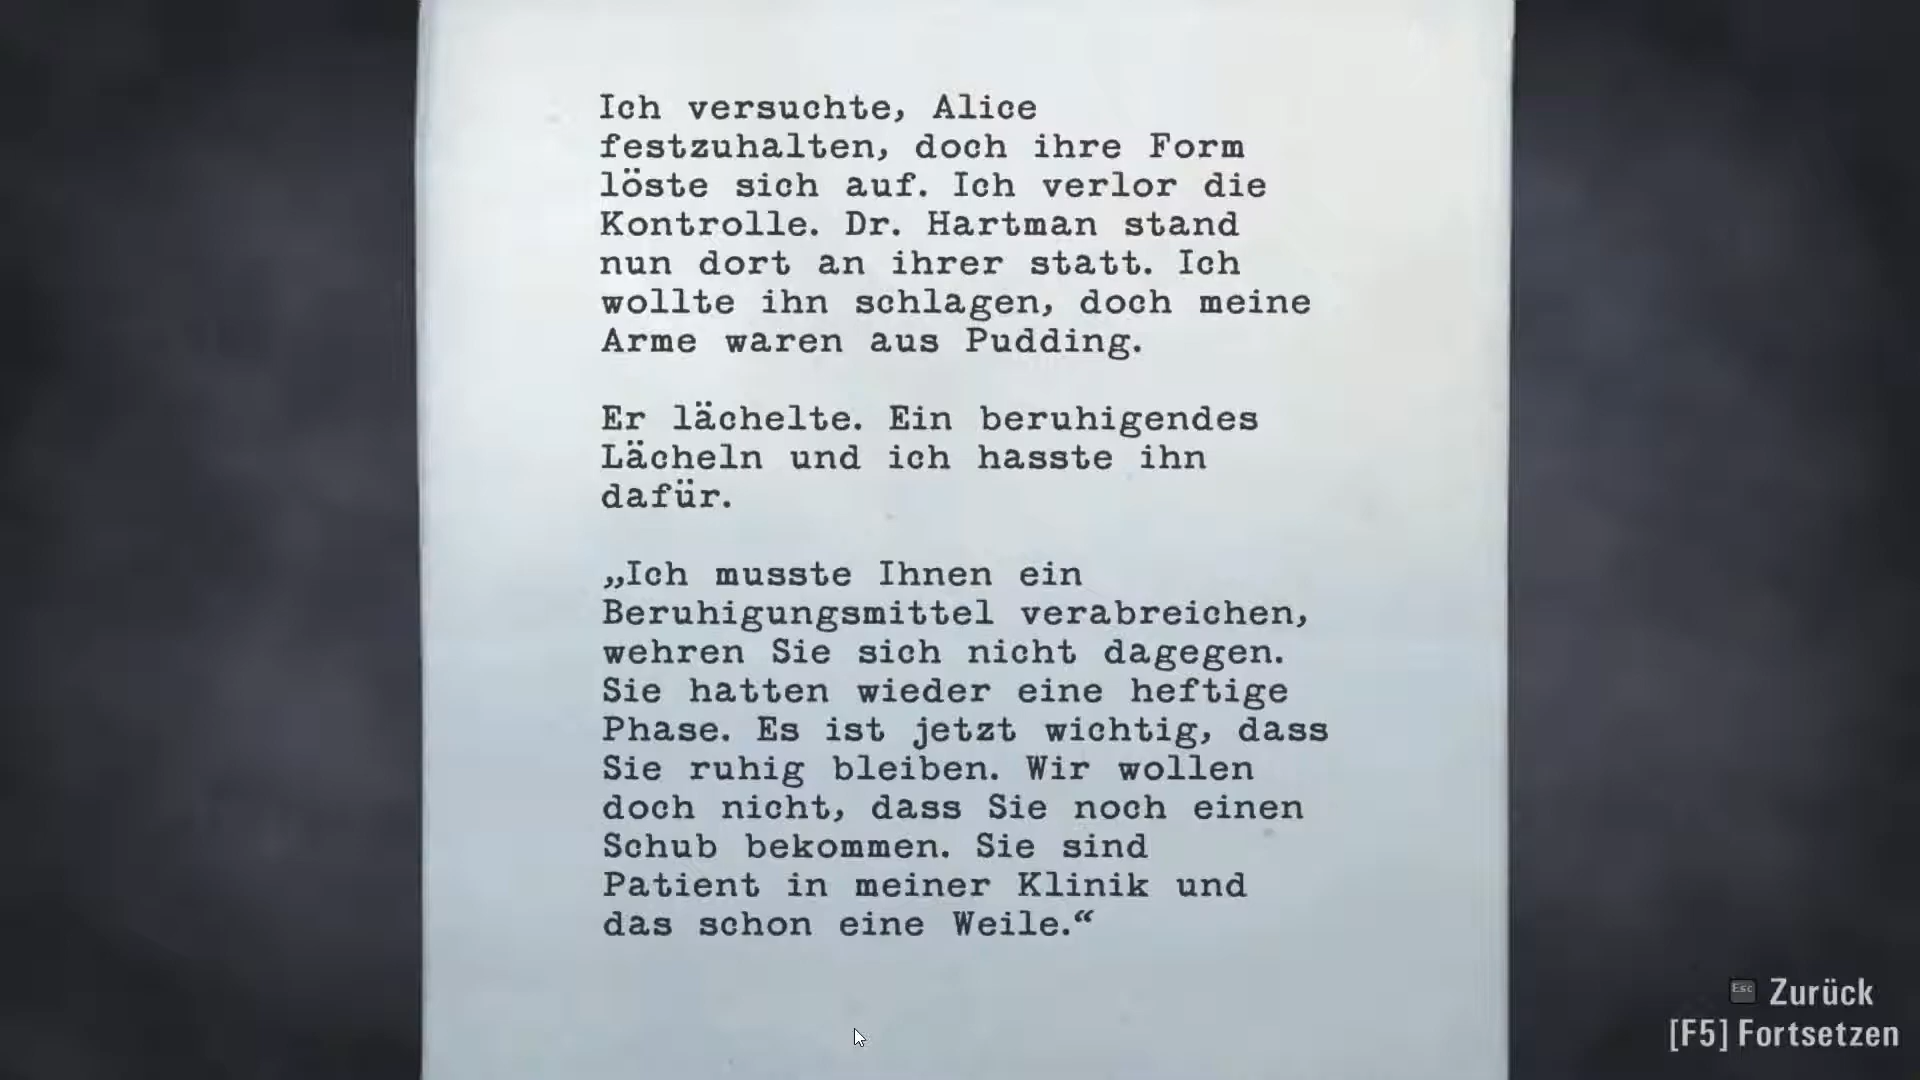 Ich versuchte, Alice
festzuhalten, doch ihre Form
löste sich auf. Ich verlor die
Kontrolle. Dr. Hartman stand
nun dort an ihrer statt. Ich
wollte ihn schlagen, doch meine
Arme waren aus Pudding.
Er lächelte. Ein beruhigendes
Lächeln und ich hasste ihn
dafür.
„Ich musste Ihnen ein
Beruhigungsmittel verabreichen,
wehren Sie sich nicht dagegen.
Sie hatten wieder eine heftige
Phase. Es ist jetzt wichtig, dass
Sie ruhig bleiben. Wir wollen
doch nicht, dass Sie noch einen
Schub bekommen. Sie sind
Patient in meiner Klinik und
das schon eine Weile.“
Esc Zurück
[F5] Fortsetzen